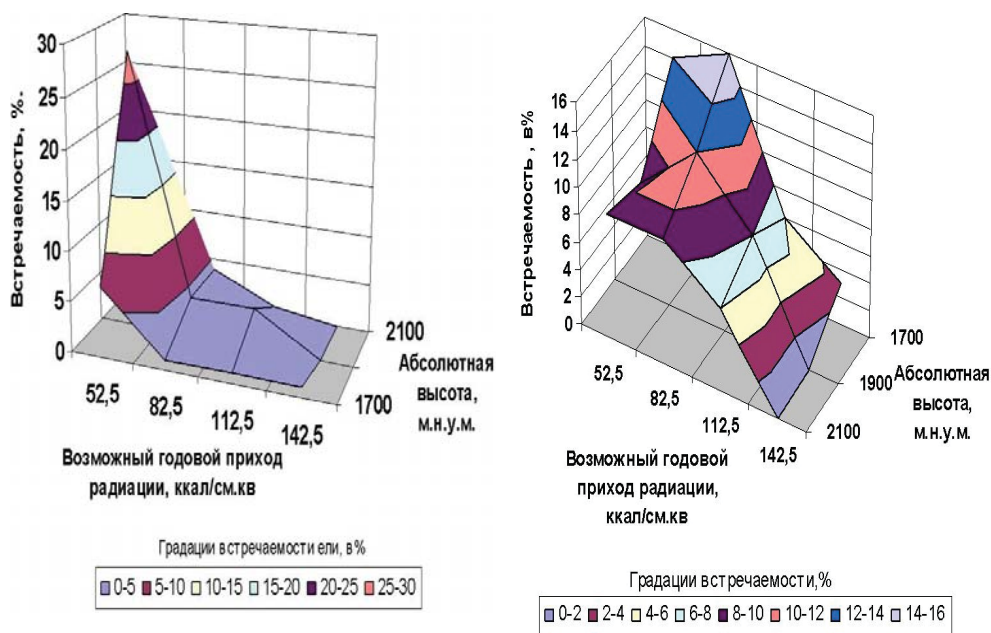 30
25
20
15
10
5
0
Встречаемость, %.
52,5
82,5
112,5
142,5
2100
1700
Абсолютная
высота,
м.н.у.м.
Возможный годовой приход
радиации, ккал/см.кв
Градации встречаемости ели, в%
0-5 5-10 10-15 15-20 20-25 25-30
16
14
12
10
8
6
4
2
0
Встречаемость , в%
52,5
82,5
112,5
142,5
1700
1900
2100
Абсолютная
высота,
м.н.у.м.
Возможный годовой
приход радиации,
ккал/см.кв
Градации встречаемости,%
0-2 2-4 4-6 6-8 8-10 10-12 12-14 14-16